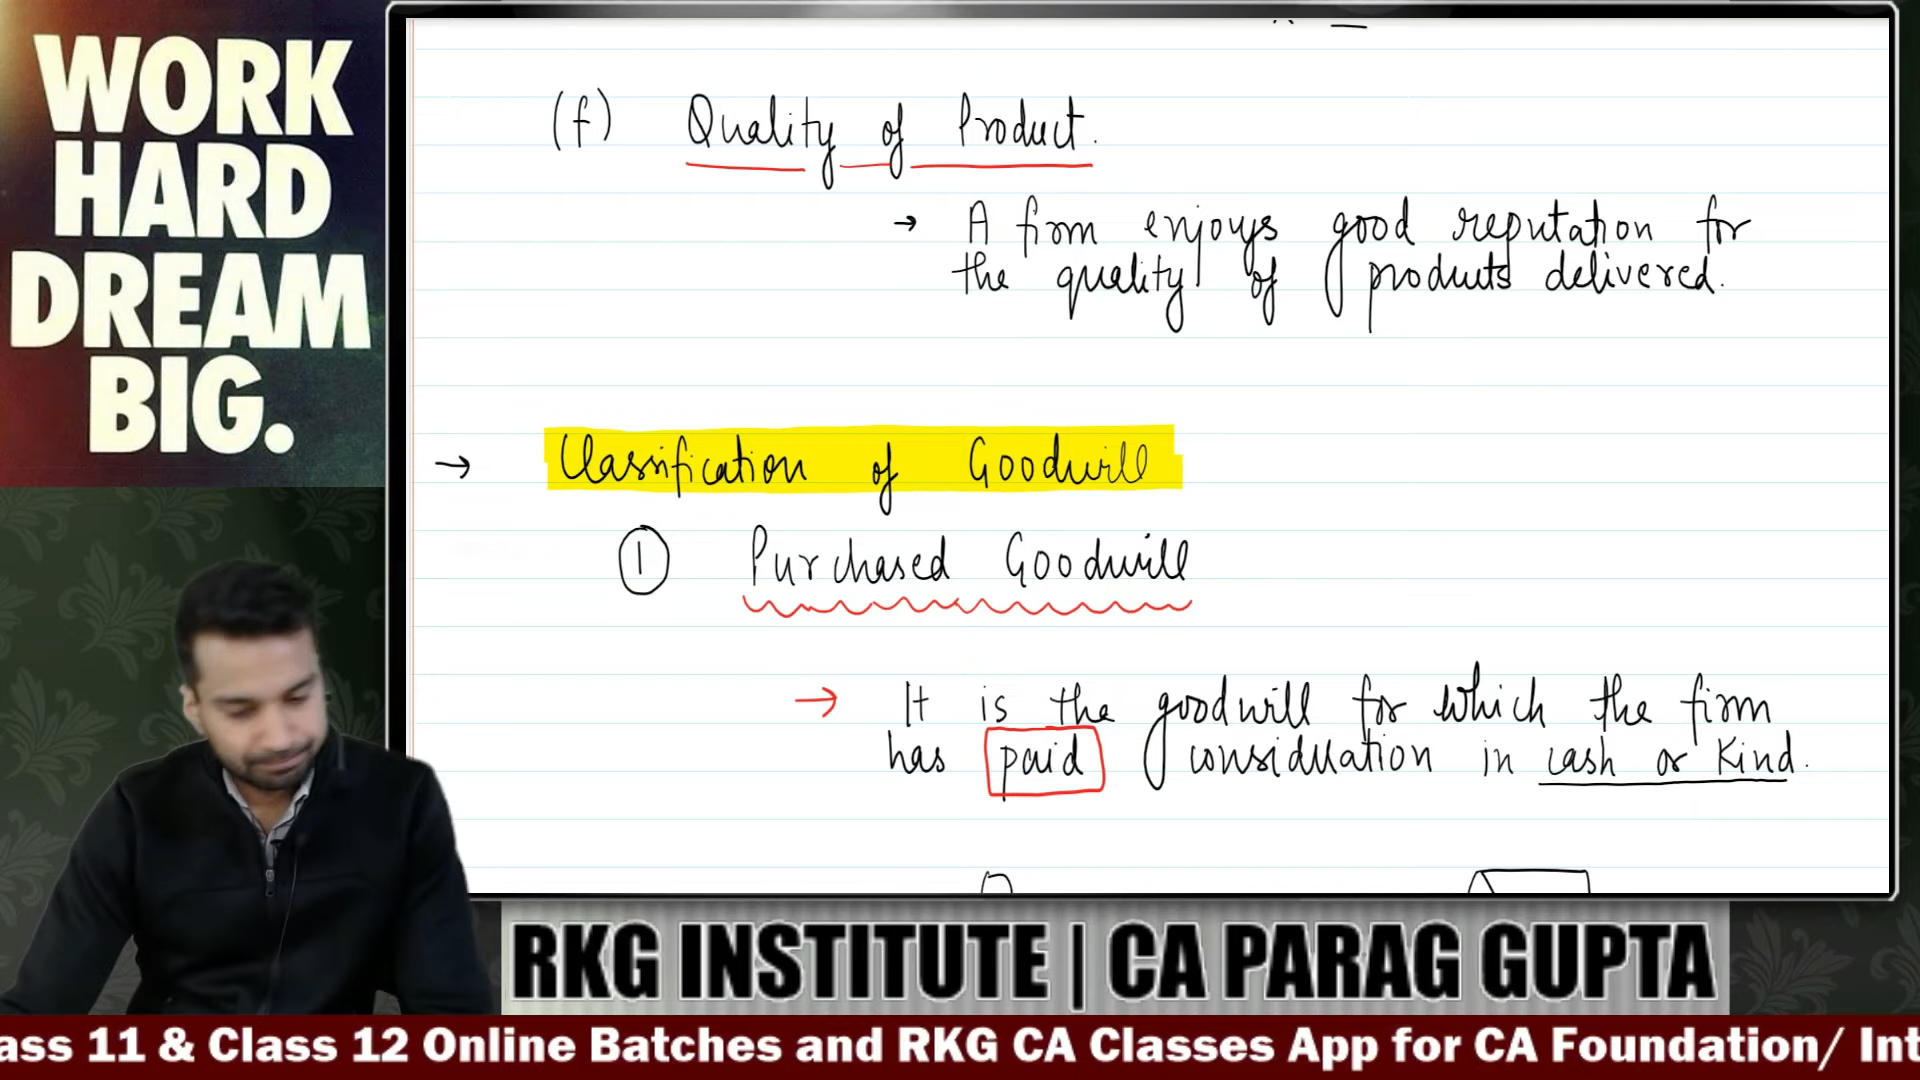 WORK
HARD
DREAM
BIG.
(f) Quality of Product.
→ A firm enjoys good reputation for
the quality of products delivered.
→ Classification of Goodwill
① Purchased Goodwill
→ It is the goodwill for which the firm
has paid consideration in cash or Kind.
RKG INSTITUTE | CA PARAG GUPTA
ass 11 & Class 12 Online Batches and RKG CA Classes App for CA Foundation/ Int